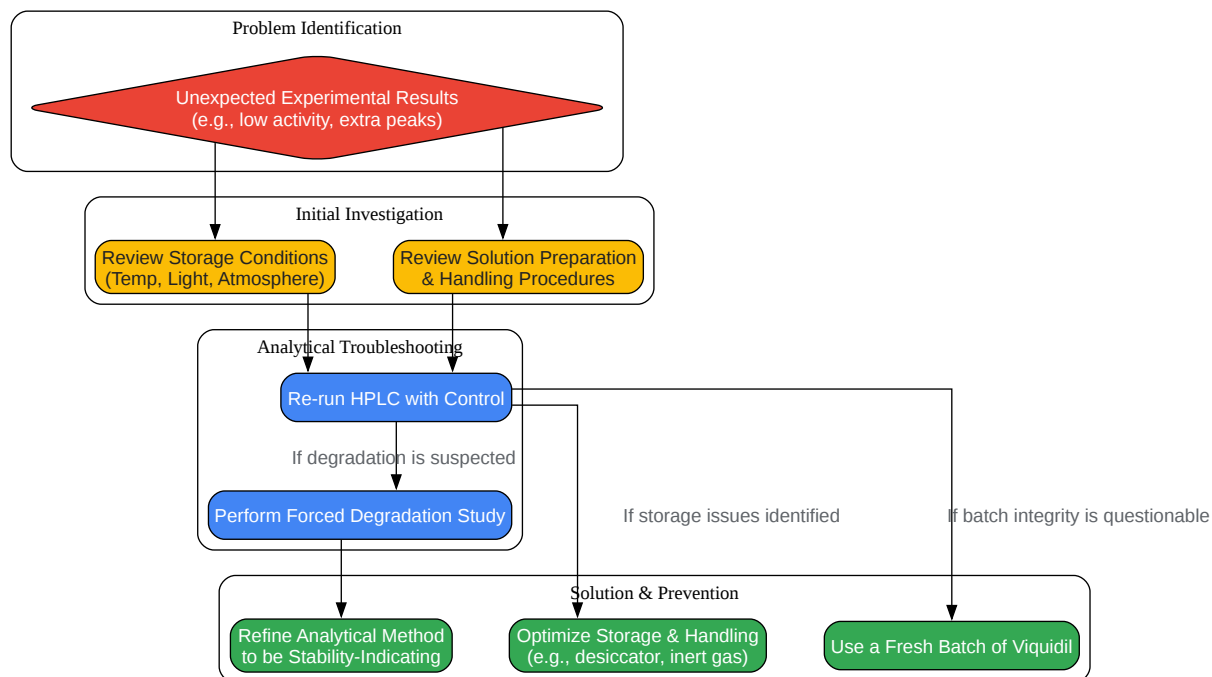 Problem Identification
Unexpected Experimental Results
(e.g., low activity, extra peaks)
Initial Investigation
Review Storage Conditions
(Temp, Light, Atmosphere)
Review Solution Preparation
& Handling Procedures
Analytical Troubleshooting
Re-run HPLC with Control
If degradation is suspected
Perform Forced Degradation Study
If storage issues identified
If batch integrity is questionable
Solution & Prevention
Refine Analytical Method
to be Stability-Indicating
Optimize Storage & Handling
(e.g., desiccator, inert gas)
Use a Fresh Batch of Viquidil